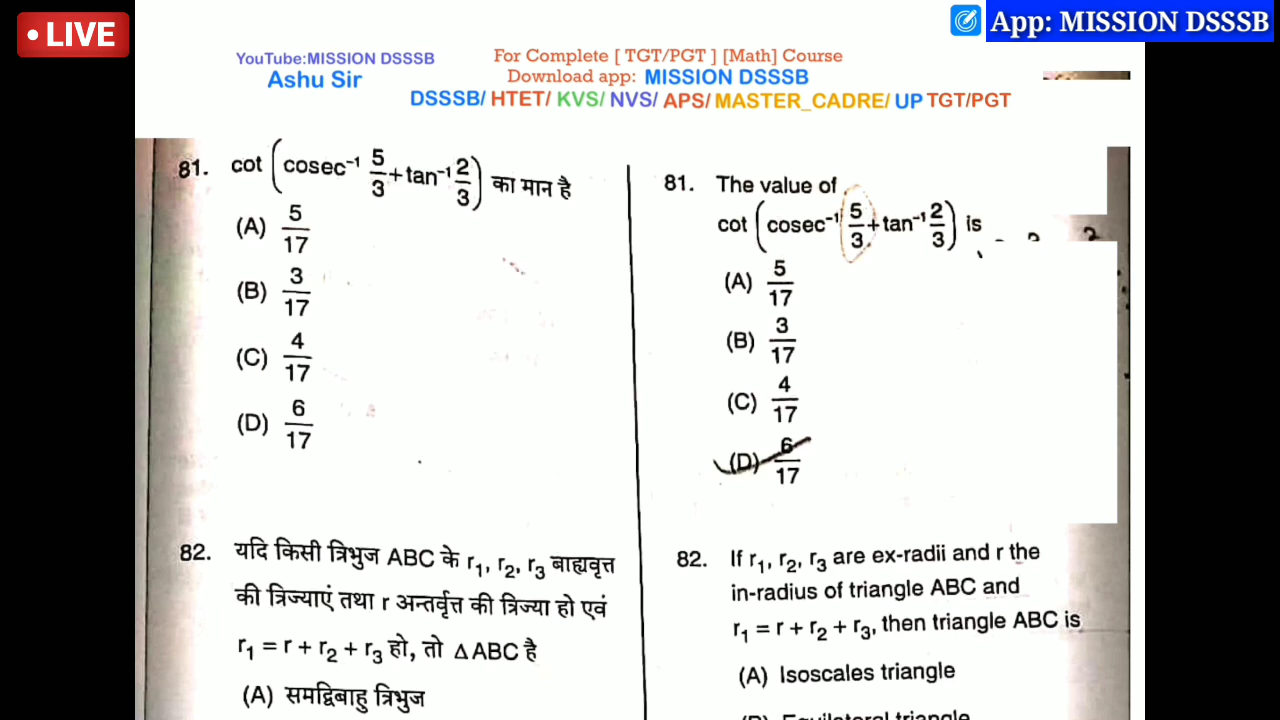 LIVE
App: MISSION DSSSB
YouTube:MISSION DSSSB
Ashu Sir
For Complete [ TGT/PGT ] [Math] Course
Download app: MISSION DSSSB
DSSSB/ HTET/ KVS/ NVS/ APS/ MASTER_CADRE/ UP TGT/PGT
81. cot (cosec⁻¹ 5/3 + tan⁻¹ 2/3) का मान है
(A) 5/17
(B) 3/17
(C) 4/17
(D) 6/17
82. यदि किसी त्रिभुज ABC के r₁, r₂, r₃ बाह्यवृत्त
की त्रिज्याएं तथा r अन्तर्वृत्त की त्रिज्या हो एवं
r₁ = r + r₂ + r₃ हो, तो △ABC है
(A) समद्विबाहु त्रिभुज
81. The value of
cot (cosec⁻¹ 5/3 + tan⁻¹ 2/3) is
(A) 5/17
(B) 3/17
(C) 4/17
(D) 6/17
82. If r₁, r₂, r₃ are ex-radii and r the
in-radius of triangle ABC and
r₁ = r + r₂ + r₃, then triangle ABC is
(A) Isoscales triangle
(B) Equilateral triangle